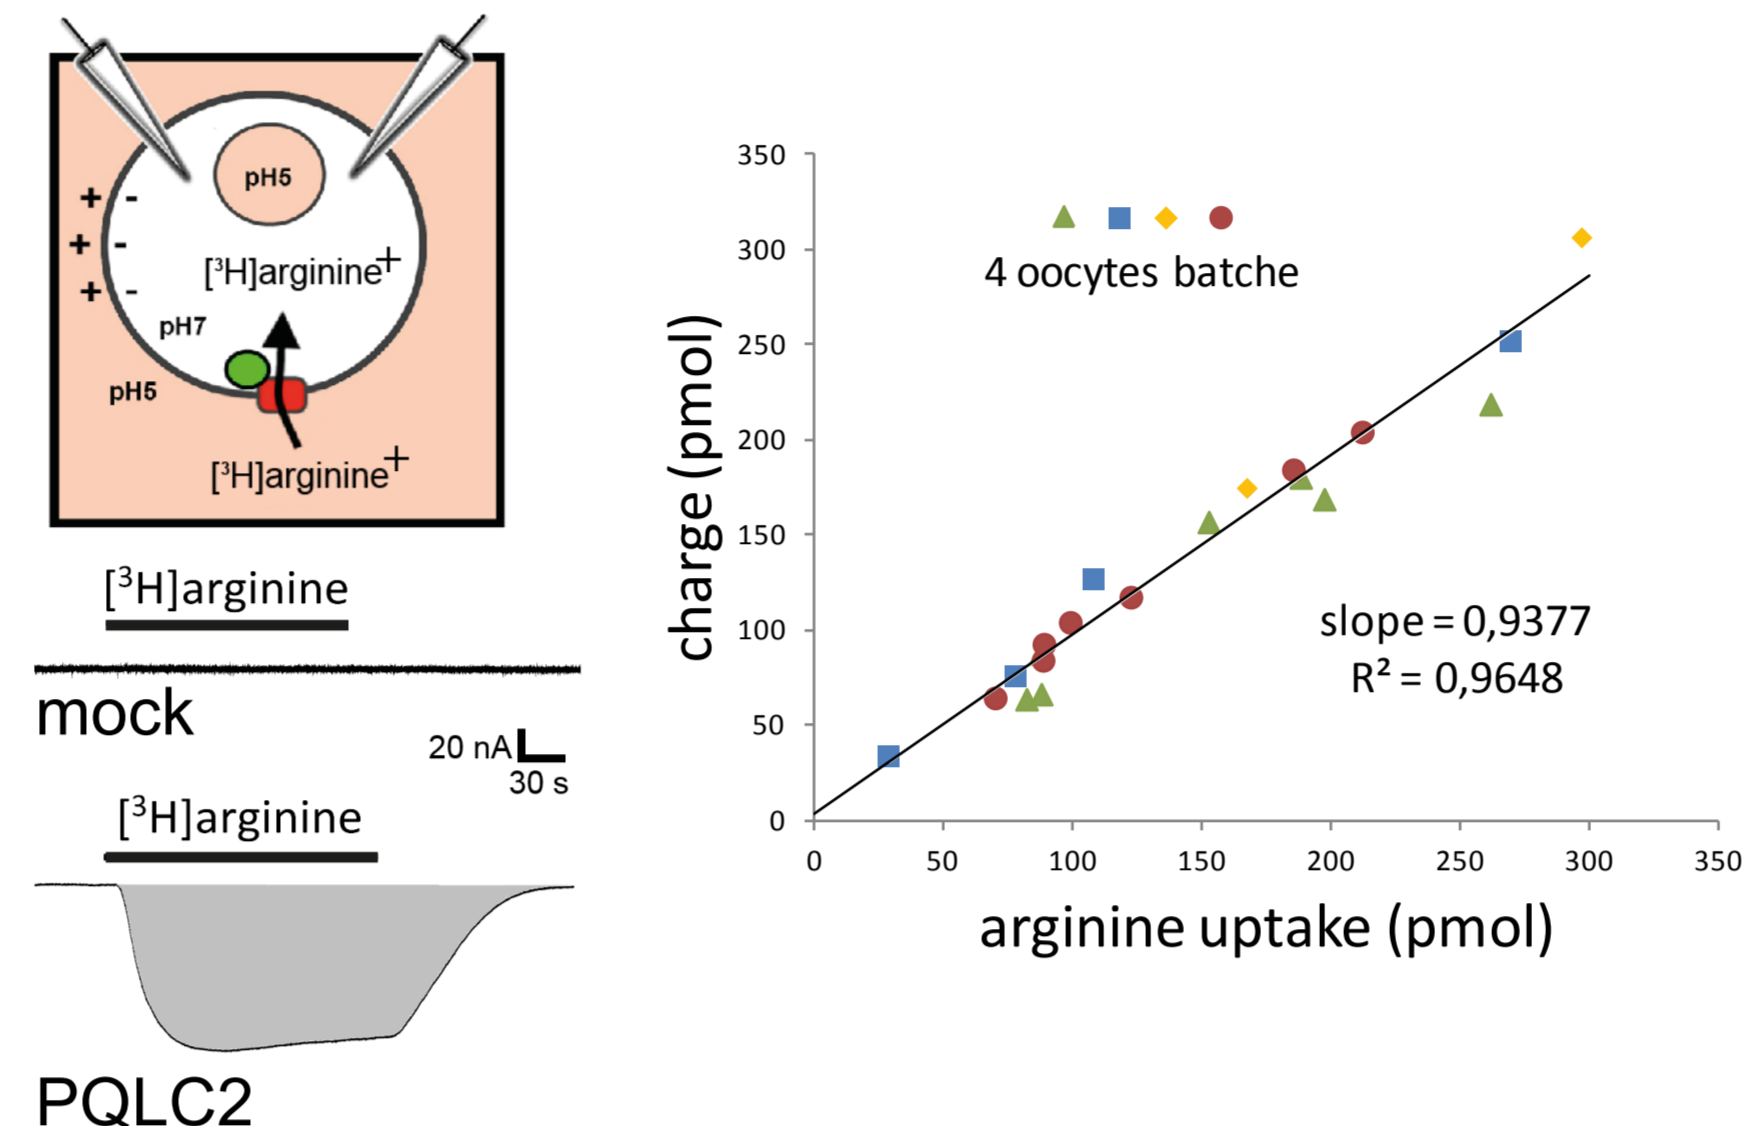 pH5
+ -
+ -
+ -
[³H]arginine+
pH7
pH5
[³H]arginine+
[³H]arginine
mock
20 nA
30 s
[³H]arginine
PQLC2
350
300
250
200
150
100
50
0
charge (pmol)
4 oocytes batche
slope = 0,9377
R² = 0,9648
0 50 100 150 200 250 300 350
arginine uptake (pmol)